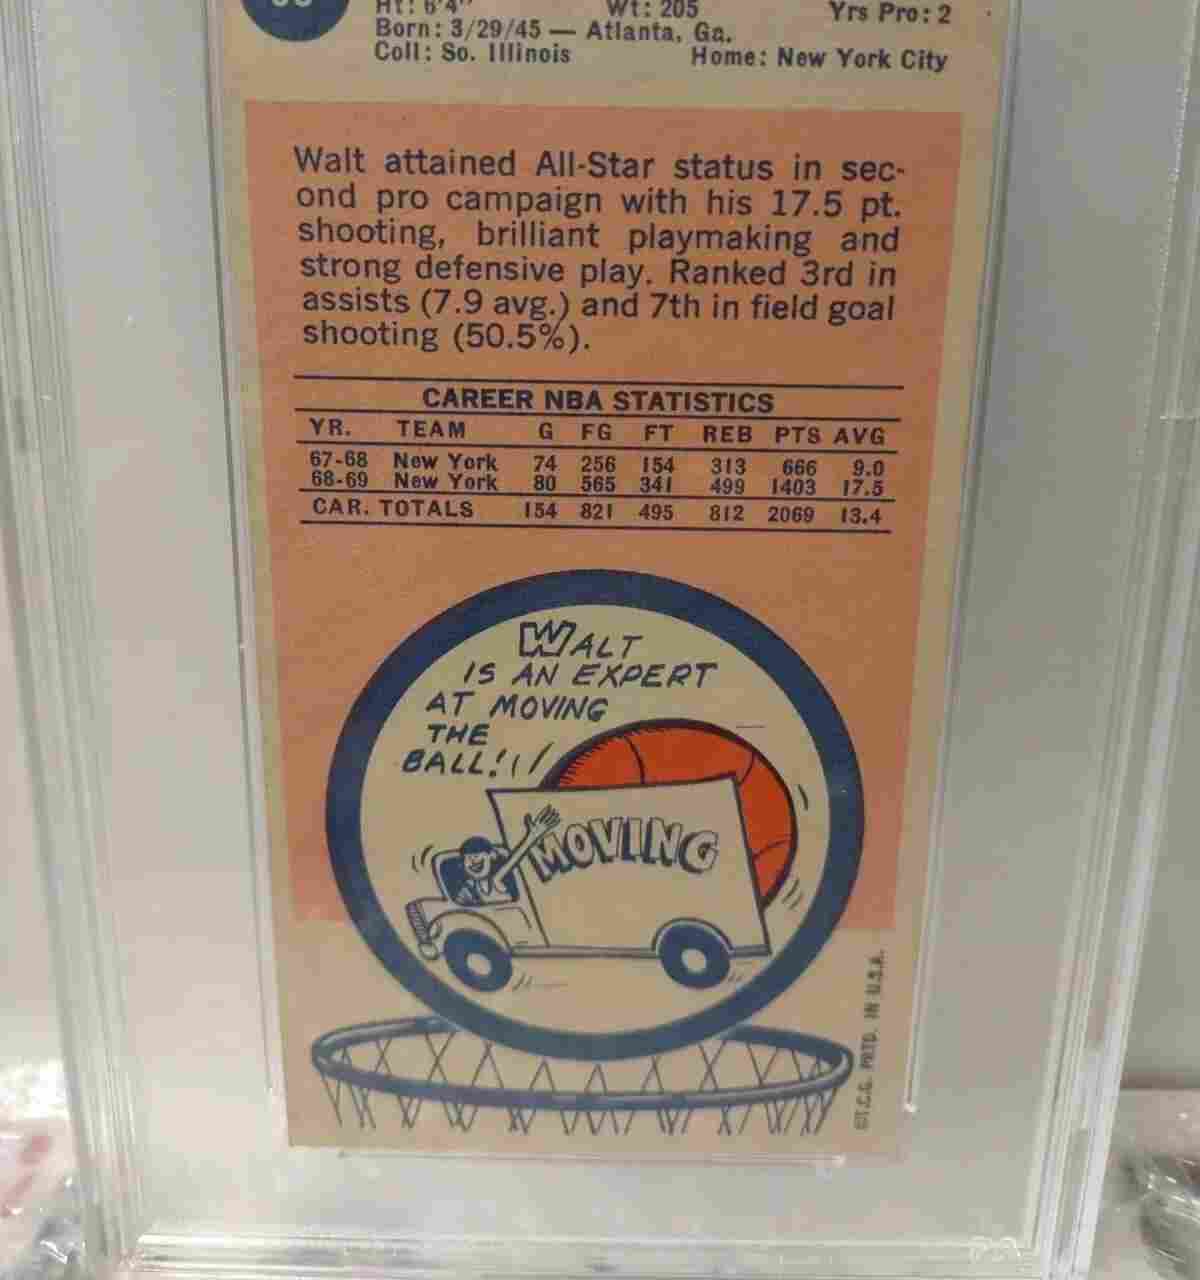 Ht: 6'4" Wt: 205 Yrs Pro: 2
Born: 3/29/45 — Atlanta, Ga.
Coll: So. Illinois Home: New York City
Walt attained All-Star status in sec-
ond pro campaign with his 17.5 pt.
shooting, brilliant playmaking and
strong defensive play. Ranked 3rd in
assists (7.9 avg.) and 7th in field goal
shooting (50.5%).
CAREER NBA STATISTICS
YR. TEAM G FG FT REB PTS AVG
67-68 New York 74 256 154 313 666 9.0
68-69 New York 80 565 341 499 1403 17.5
CAR. TOTALS 154 821 495 812 2069 13.4
WALT
IS AN EXPERT
AT MOVING
THE
BALL!!/
MOVING
©T.C.G. PRTD. IN U.S.A.